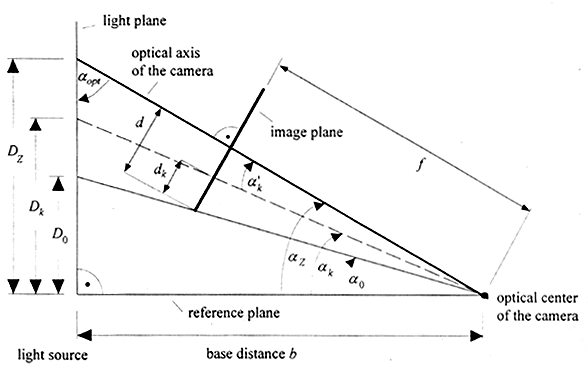 light plane
optical axis
of the camera
α_opt
d
image plane
f
D_Z
d_k
α'_k
D_k
D_0
α_Z
α_k
α_0
reference plane
optical center
of the camera
light source
base distance b